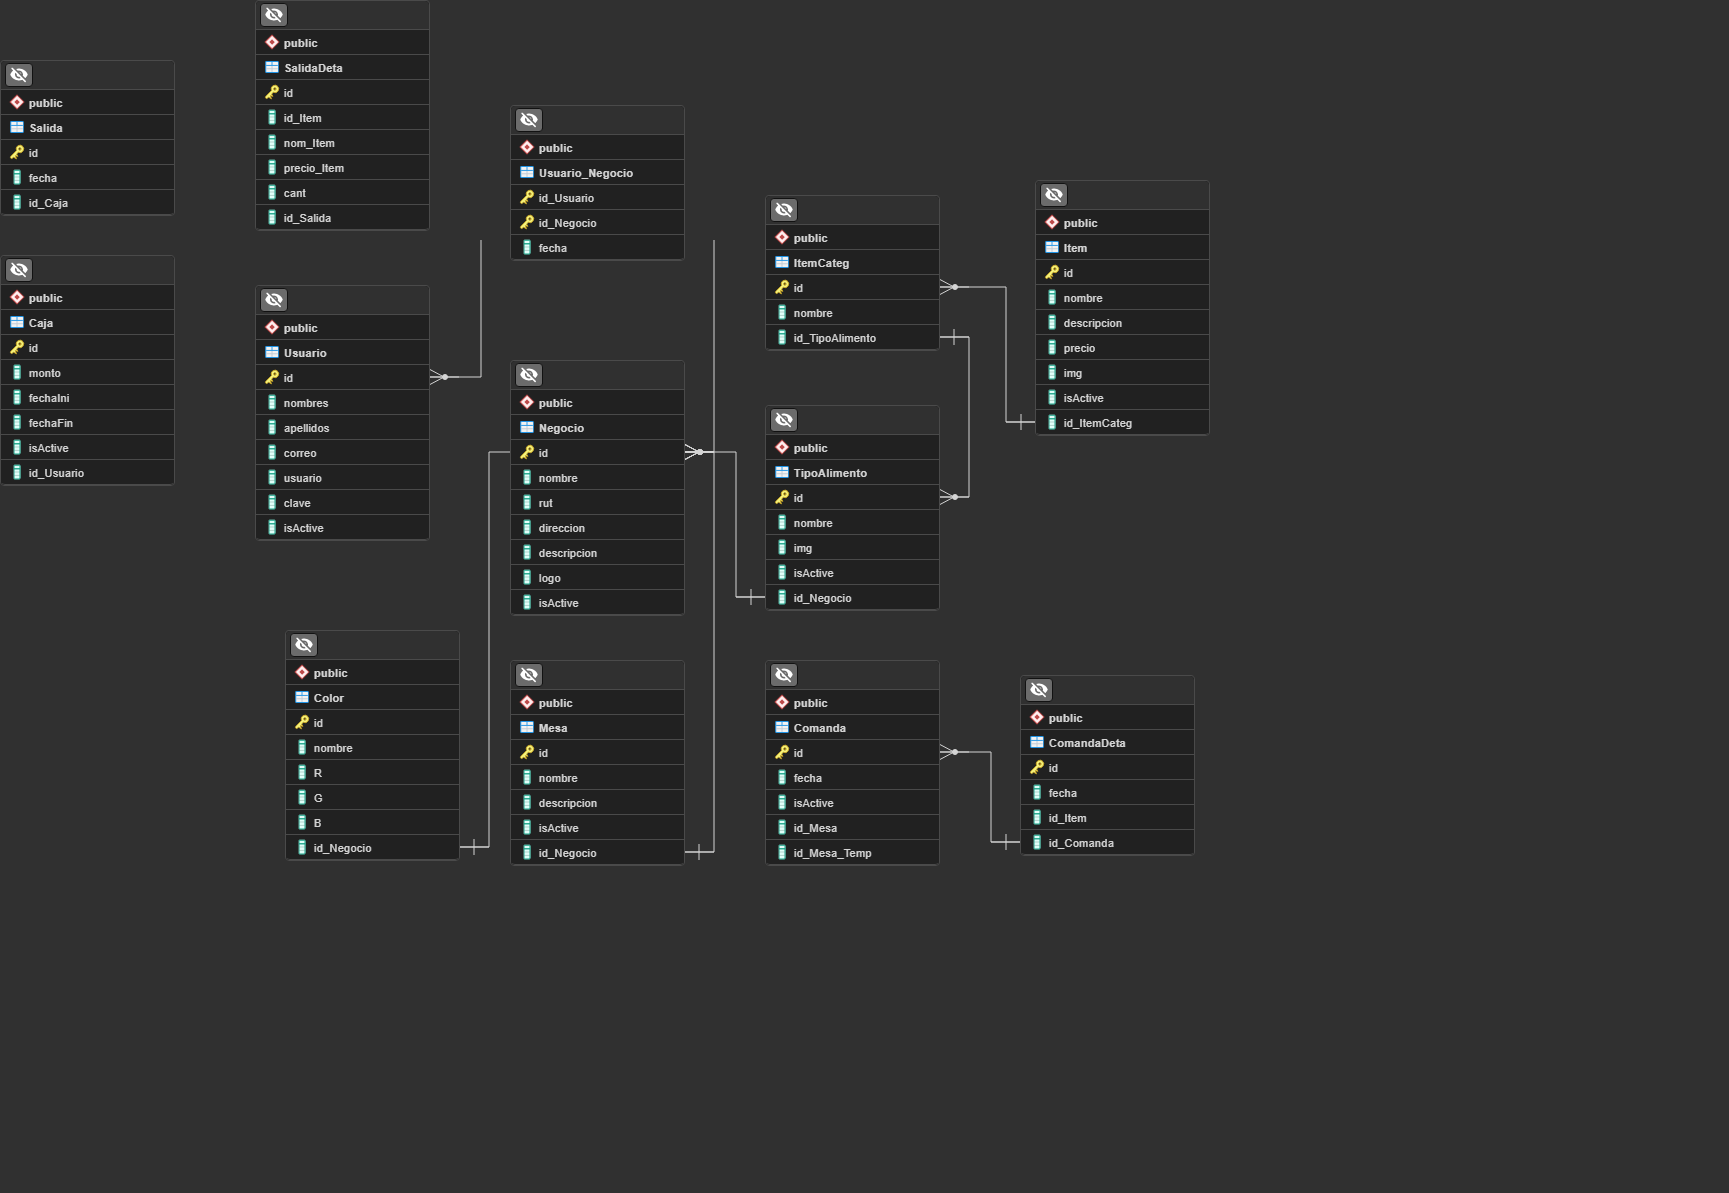 public
Salida
id
fecha
id_Caja
public
Caja
id
monto
fechaIni
fechaFin
isActive
id_Usuario
public
SalidaDeta
id
id_Item
nom_Item
precio_Item
cant
id_Salida
public
Usuario
id
nombres
apellidos
correo
usuario
clave
isActive
public
Color
id
nombre
R
G
B
id_Negocio
public
Usuario_Negocio
id_Usuario
id_Negocio
fecha
public
Negocio
id
nombre
rut
direccion
descripcion
logo
isActive
public
Mesa
id
nombre
descripcion
isActive
id_Negocio
public
ItemCateg
id
nombre
id_TipoAlimento
public
TipoAlimento
id
nombre
img
isActive
id_Negocio
public
Comanda
id
fecha
isActive
id_Mesa
id_Mesa_Temp
public
Item
id
nombre
descripcion
precio
img
isActive
id_ItemCateg
public
ComandaDeta
id
fecha
id_Item
id_Comanda